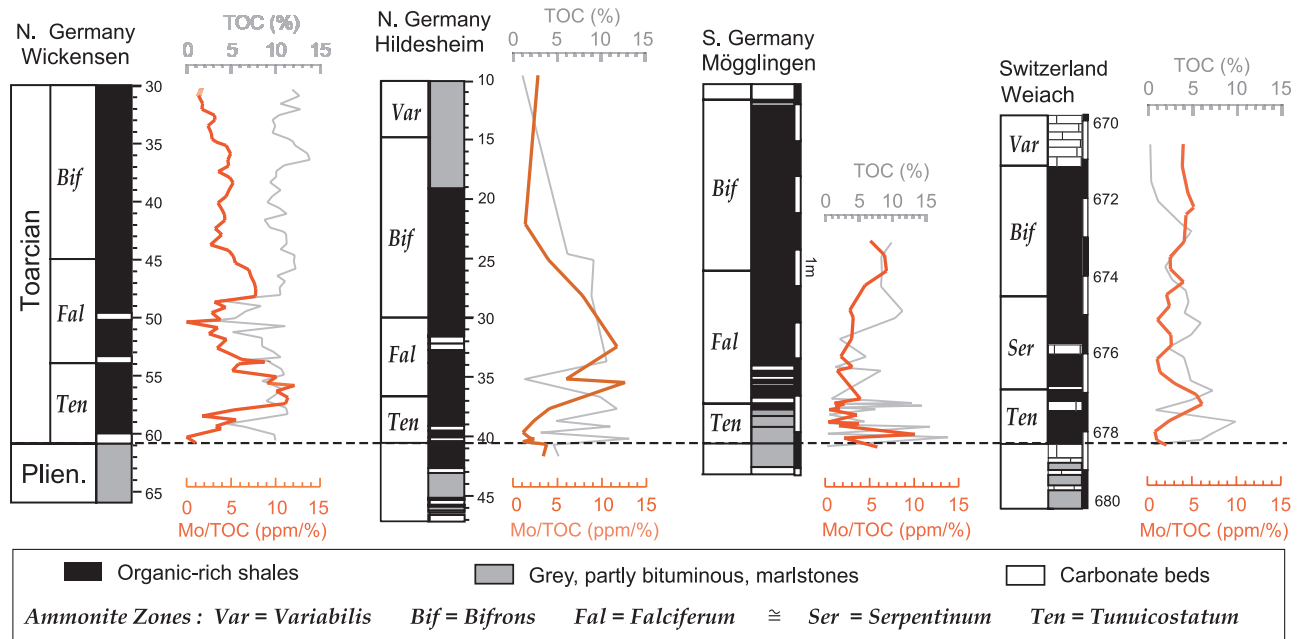 N. Germany
Wickensen
TOC (%)
0 5 10 15
Toarcian
Plien.
Bif
Fal
Ten
30
35
40
45
50
55
60
65
0 5 10 15
Mo/TOC (ppm/%)
N. Germany
Hildesheim
TOC (%)
0 5 10 15
Var
Bif
Fal
Ten
10
15
20
25
30
35
40
45
0 5 10 15
Mo/TOC (ppm/%)
S. Germany
Mögglingen
TOC (%)
0 5 10 15
Bif
Fal
Ten
1m
0 5 10 15
Mo/TOC (ppm/%)
Switzerland
Weiach
TOC (%)
0 5 10 15
Var
Bif
Ser
Ten
670
672
674
676
678
680
0 5 10 15
Mo/TOC (ppm/%)
Organic-rich shales
Grey, partly bituminous, marlstones
Carbonate beds
Ammonite Zones : Var = Variabilis Bif = Bifrons Fal = Falciferum ≅ Ser = Serpentinum Ten = Tunuicostatum